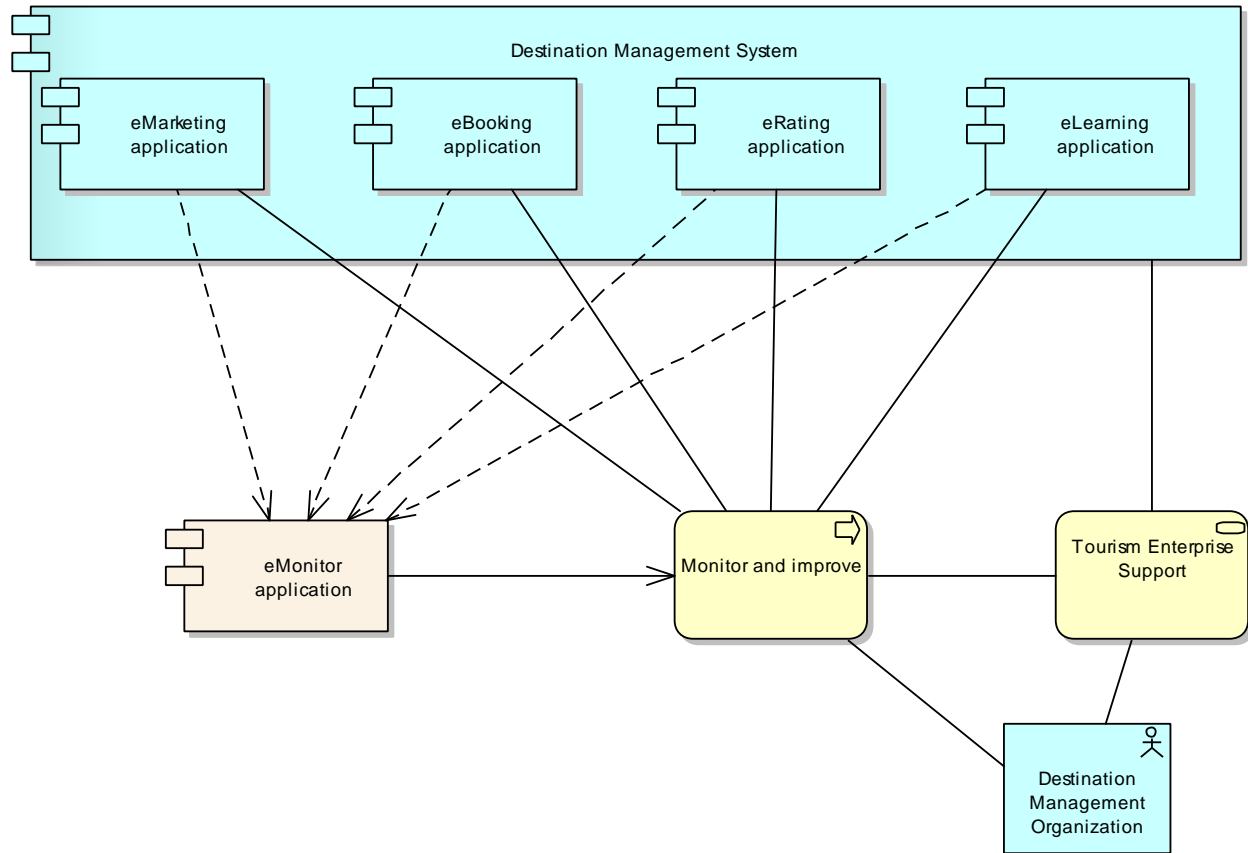 Destination Management System
eMarketing
application
eBooking
application
eRating
application
eLearning
application
eMonitor
application
Monitor and improve
Tourism Enterprise
Support
Destination
Management
Organization